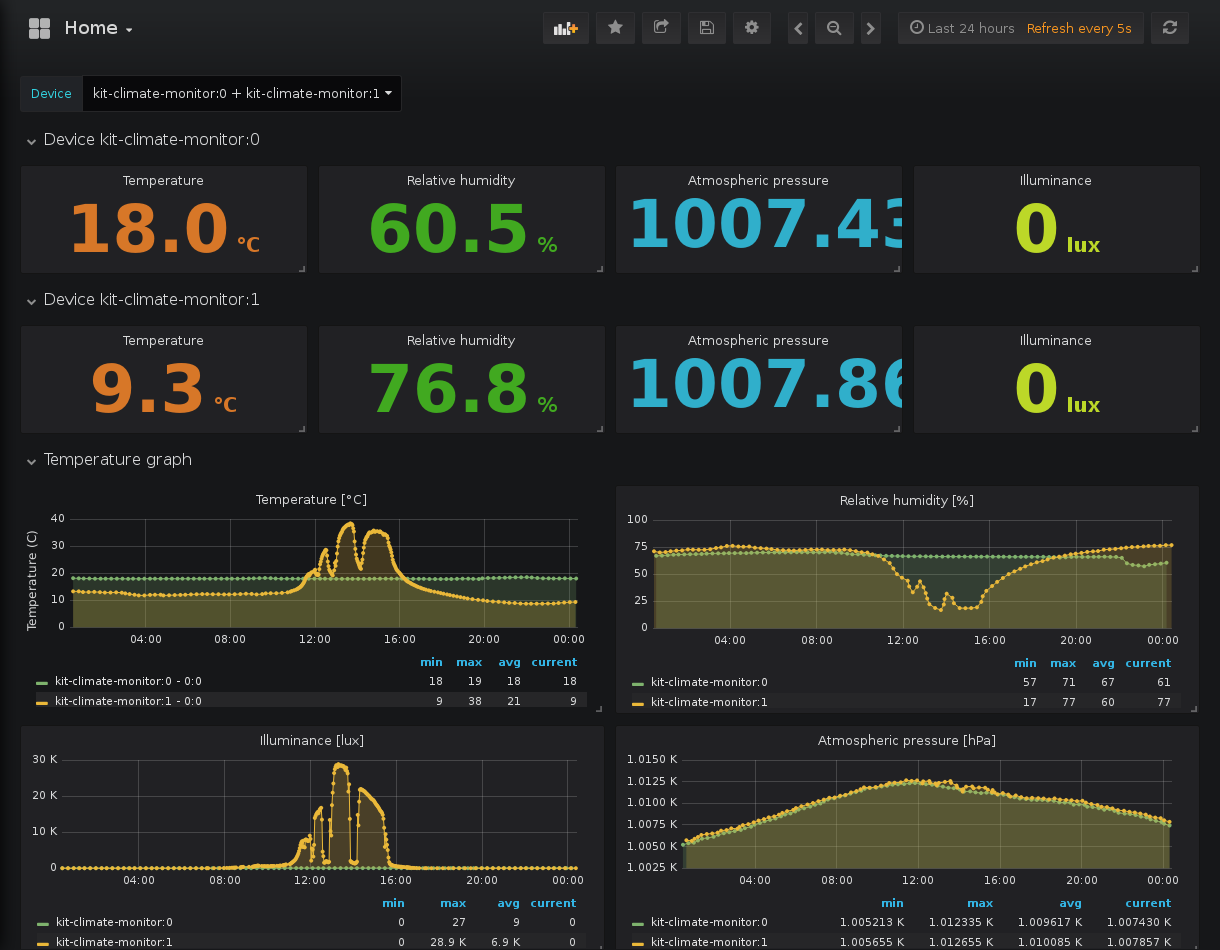 Home
Last 24 hours Refresh every 5s
Device kit-climate-monitor:0 + kit-climate-monitor:1
Device kit-climate-monitor:0
Temperature Relative humidity Atmospheric pressure Illuminance
18.0 °C 60.5 % 1007.43 0 lux
Device kit-climate-monitor:1
Temperature Relative humidity Atmospheric pressure Illuminance
9.3 °C 76.8 % 1007.86 0 lux
Temperature graph
Temperature [°C]
Temperature (C)
40
30
20
10
0
04:00 08:00 12:00 16:00 20:00 00:00
min max avg current
kit-climate-monitor:0 - 0:0 18 19 18 18
kit-climate-monitor:1 - 0:0 9 38 21 9
Relative humidity [%]
100
75
50
25
0
04:00 08:00 12:00 16:00 20:00 00:00
min max avg current
kit-climate-monitor:0 57 71 67 61
kit-climate-monitor:1 17 77 60 77
Illuminance [lux]
30 K
20 K
10 K
0
04:00 08:00 12:00 16:00 20:00 00:00
min max avg current
kit-climate-monitor:0 0 27 9 0
kit-climate-monitor:1 0 28.9 K 6.9 K 0
Atmospheric pressure [hPa]
1.0150 K
1.0125 K
1.0100 K
1.0075 K
1.0050 K
1.0025 K
04:00 08:00 12:00 16:00 20:00 00:00
min max avg current
kit-climate-monitor:0 1.005213 K 1.012335 K 1.009617 K 1.007430 K
kit-climate-monitor:1 1.005655 K 1.012655 K 1.010085 K 1.007857 K